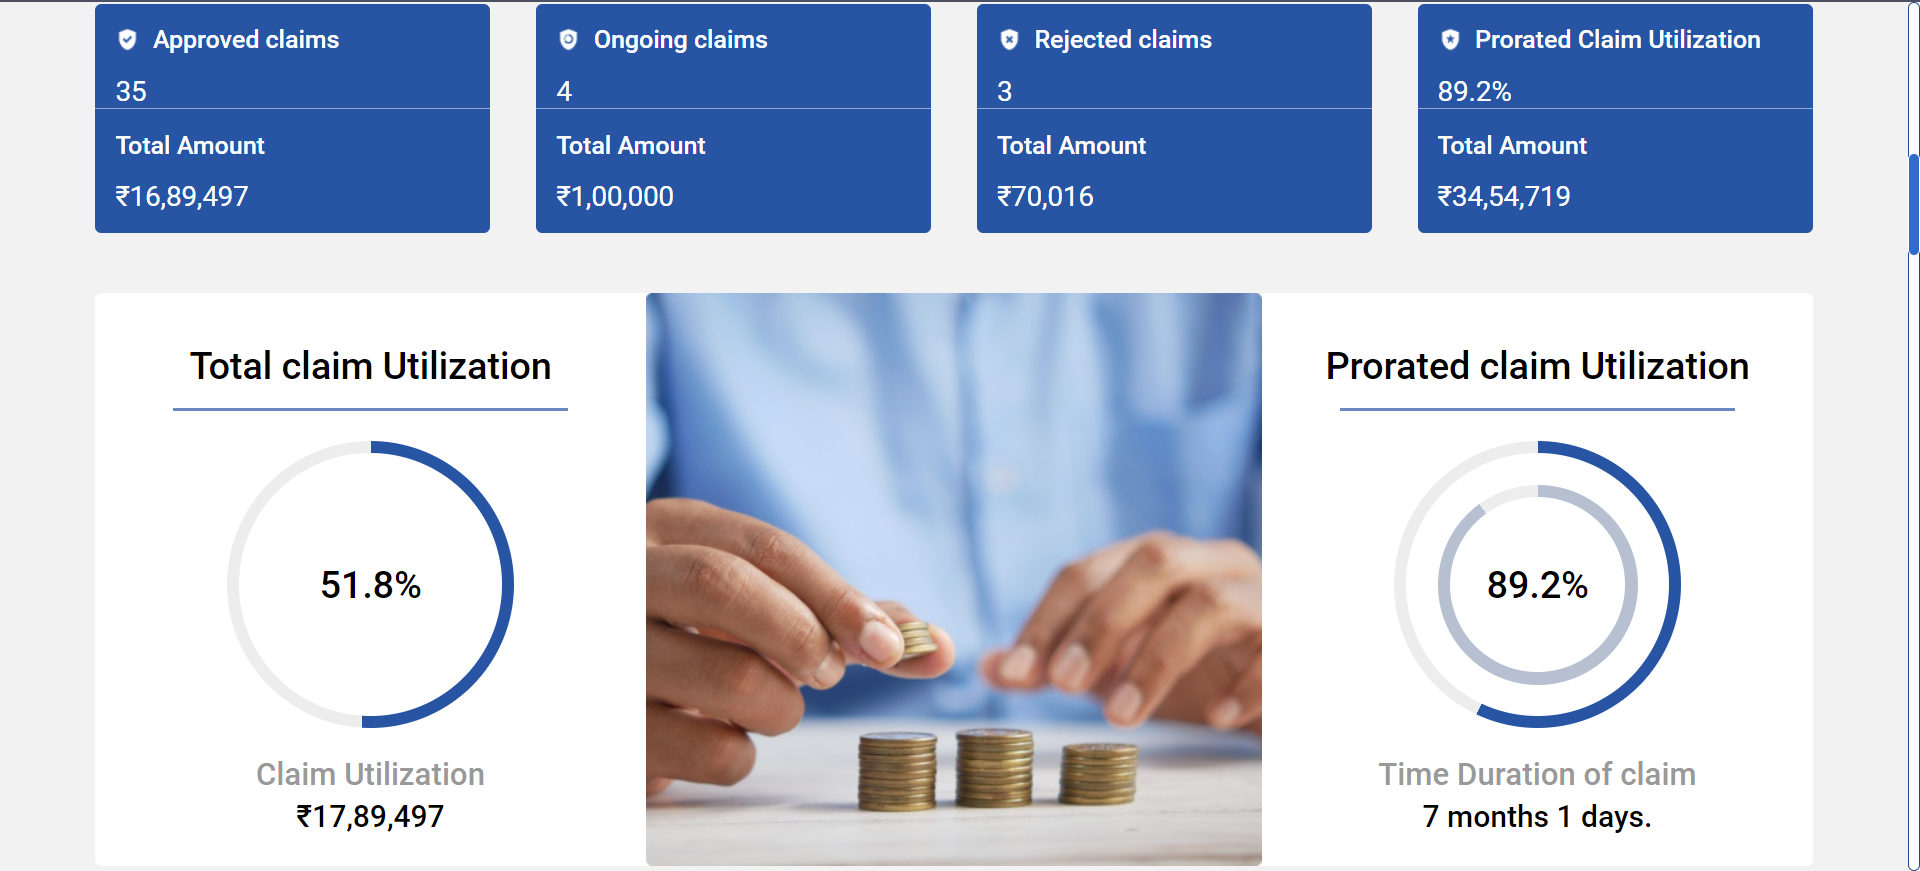 Approved claims
35
Total Amount
₹16,89,497
Ongoing claims
4
Total Amount
₹1,00,000
Rejected claims
3
Total Amount
₹70,016
Prorated Claim Utilization
89.2%
Total Amount
₹34,54,719
Total claim Utilization
51.8%
Claim Utilization
₹17,89,497
Prorated claim Utilization
89.2%
Time Duration of claim
7 months 1 days.